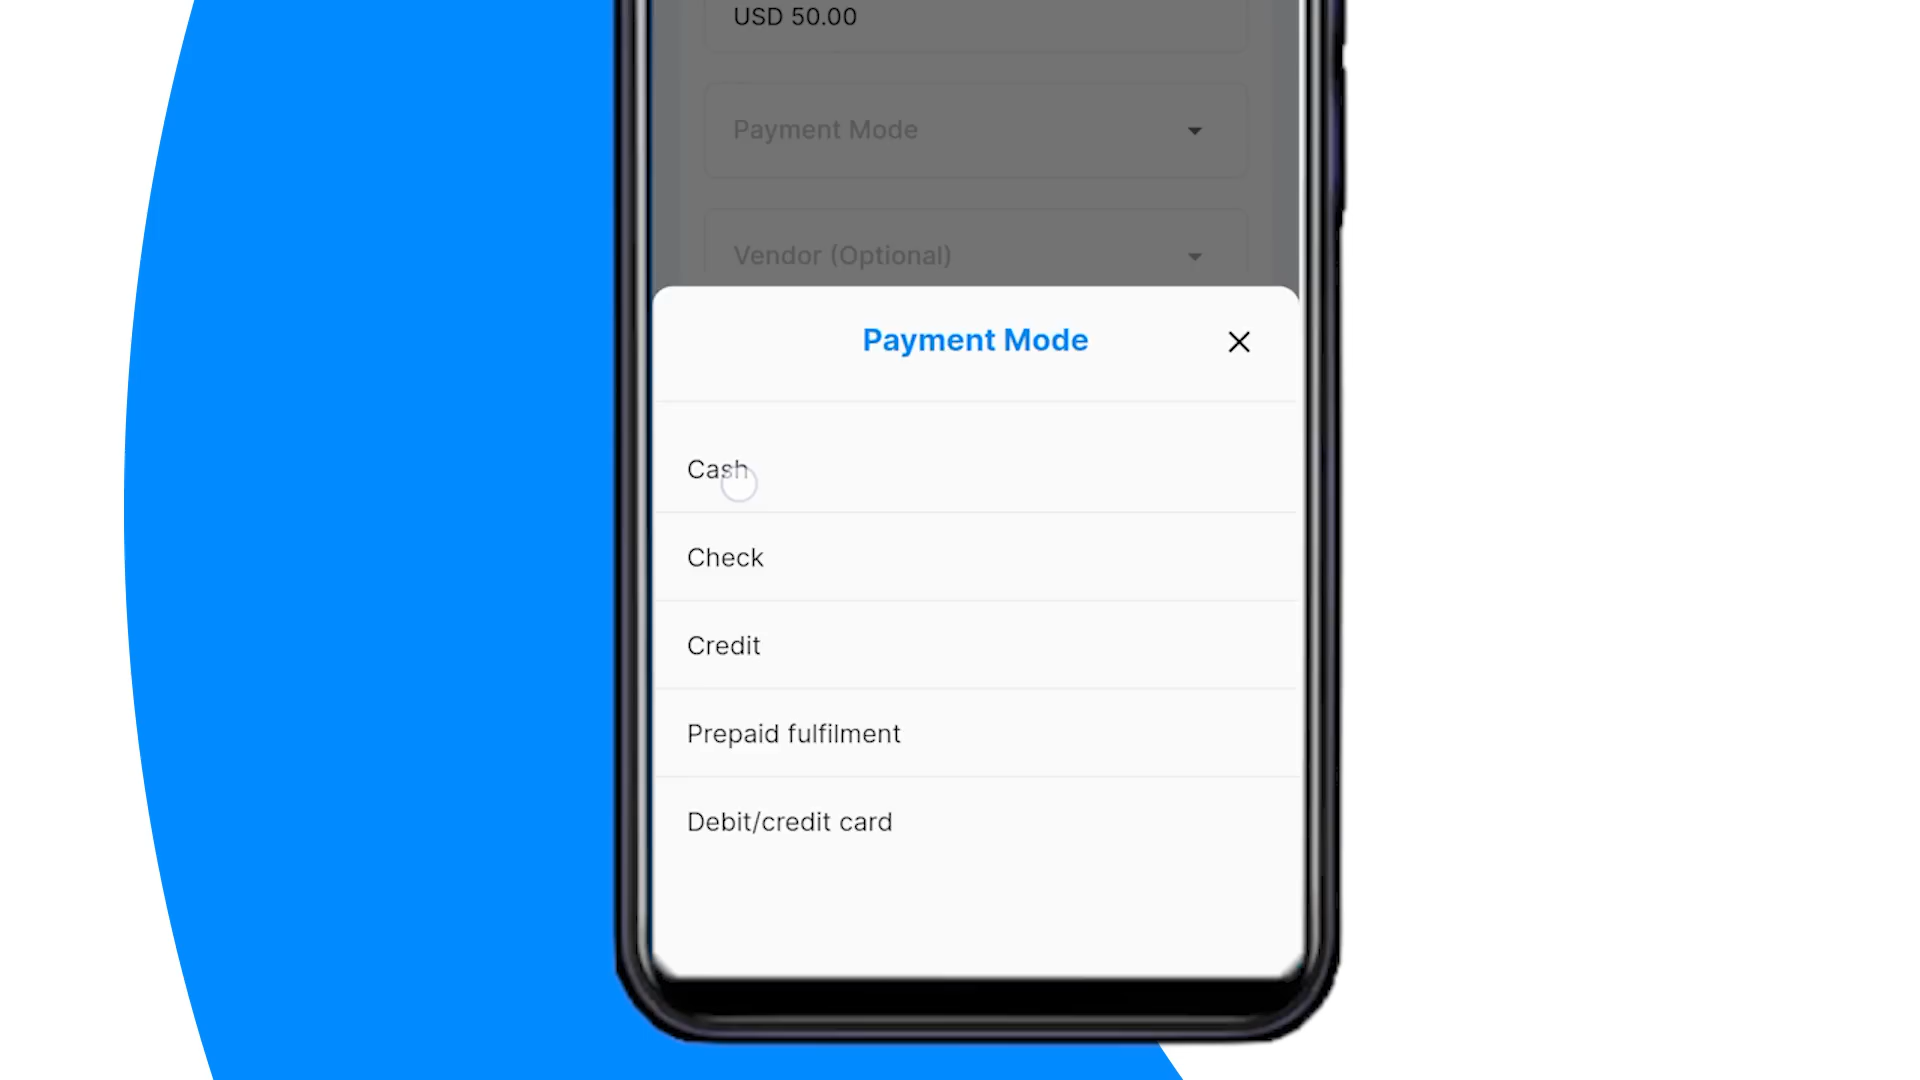 USD 50.00
Payment Mode
Vendor (Optional)
Payment Mode
Cash
Check
Credit
Prepaid fulfilment
Debit/credit card